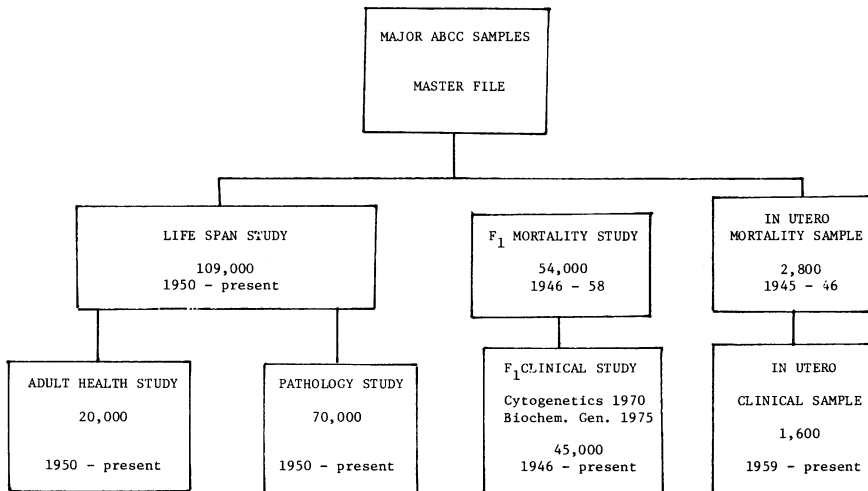 MAJOR ABCC SAMPLES
MASTER FILE
LIFE SPAN STUDY
109,000
1950 - present
F1 MORTALITY STUDY
54,000
1946 - 58
IN UTERO
MORTALITY SAMPLE
2,800
1945 - 46
ADULT HEALTH STUDY
20,000
1950 - present
PATHOLOGY STUDY
70,000
1950 - present
F1CLINICAL STUDY
Cytogenetics 1970
Biochem. Gen. 1975
45,000
1946 - present
IN UTERO
CLINICAL SAMPLE
1,600
1959 - present